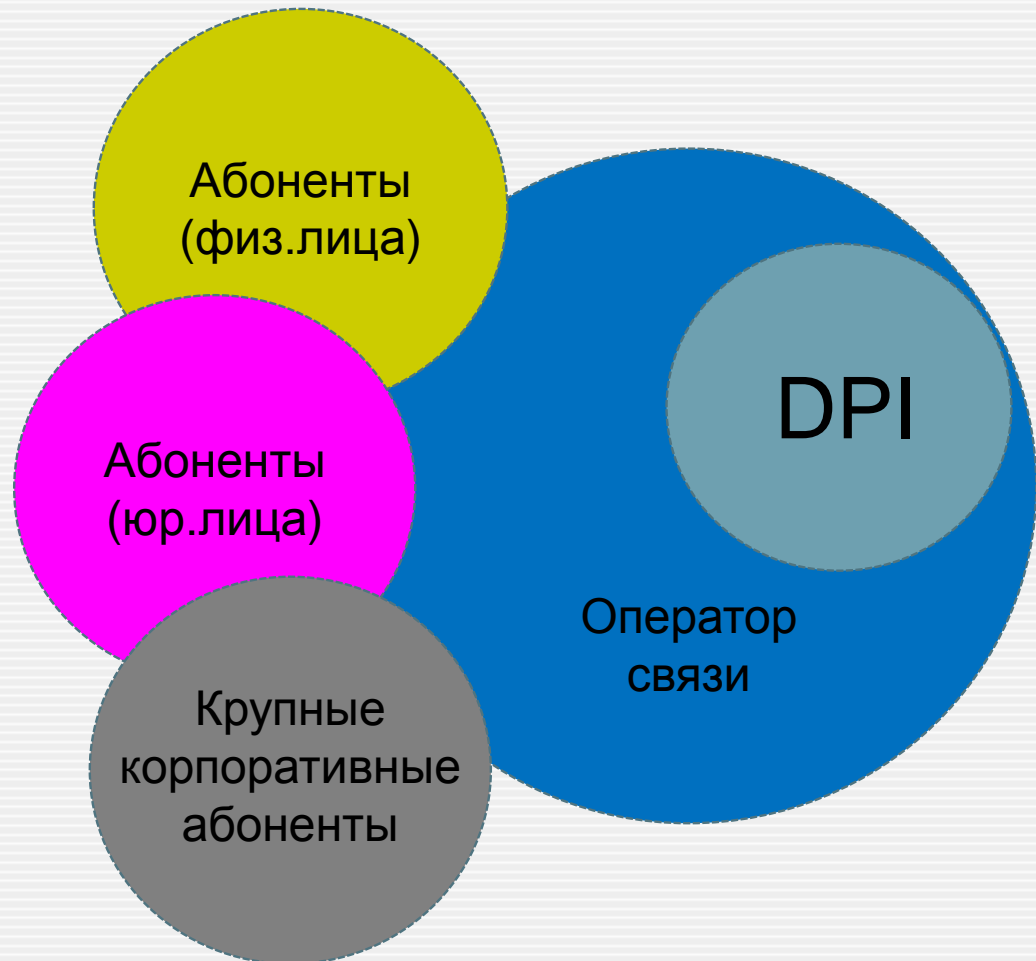 Абоненты
(физ.лица)
DPI
Абоненты
(юр.лица)
Оператор
связи
Крупные
корпоративные
абоненты